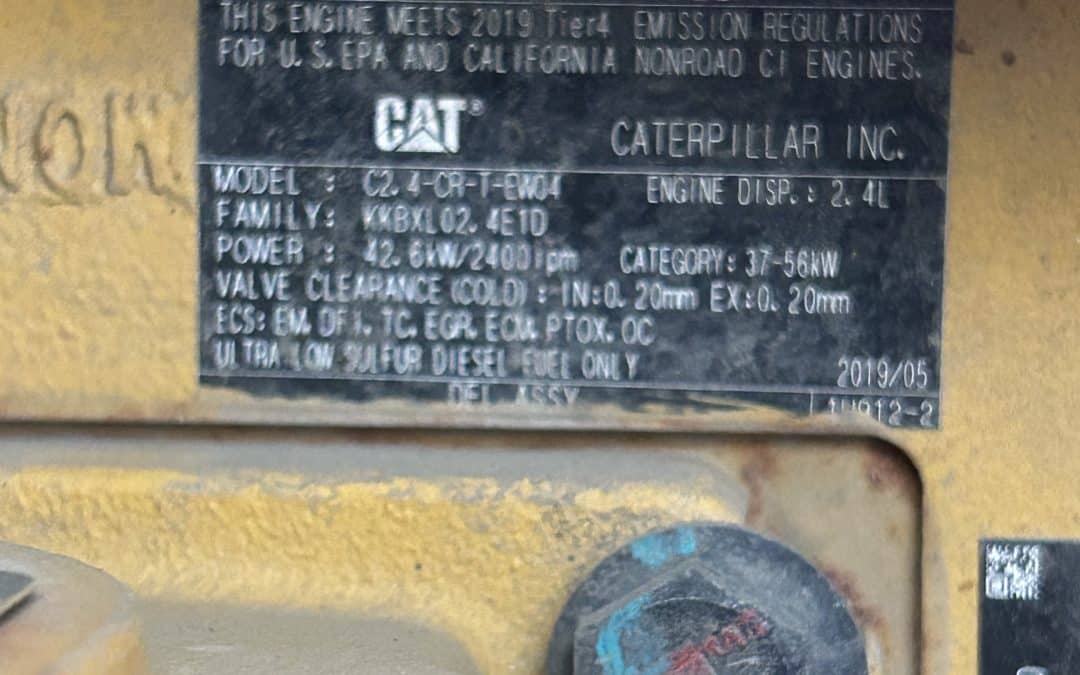 THIS ENGINE MEETS 2019 Tier4 EMISSION REGULATIONS
FOR U.S.EPA AND CALIFORNIA NONROAD CI ENGINES.
CAT® CATERPILLAR INC.
MODEL : C2.4-CR-T-EW04 ENGINE DISP.: 2.4L
FAMILY: KKBXL02.4E1D
POWER : 42.6kW/2400rpm CATEGORY: 37-56kW
VALVE CLEARANCE (COLD) : IN:0.20mm EX:0.20mm
ECS: EM. DFI. TC. EGR. ECM. PTOX. OC
ULTRA LOW SULFUR DIESEL FUEL ONLY
2019/05
ASSY